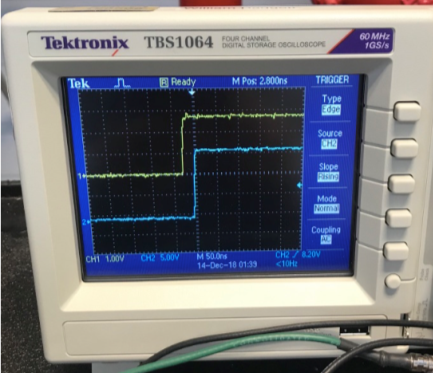 Tektronix TBS1064 FOUR CHANNEL DIGITAL STORAGE OSCILLOSCOPE 60 MHz 1GS/s
Tek R Ready M Pos: 2.800ns TRIGGER
Type
Edge
Source
CH2
Slope
Rising
Mode
Normal
Coupling
AC
1
2
CH1 1.00V CH2 5.00V M 50.0ns CH2 / 8.20V
14-Dec-18 01:39 <10Hz